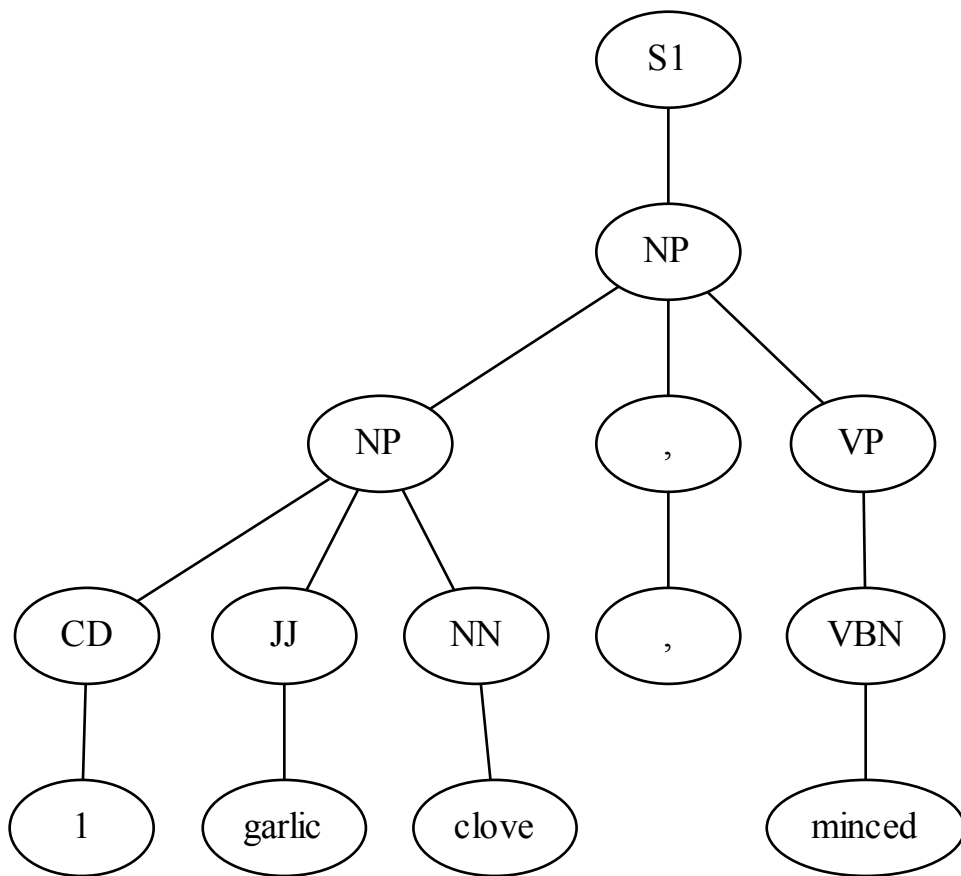 S1
NP
NP , VP
CD JJ NN , VBN
1 garlic clove minced